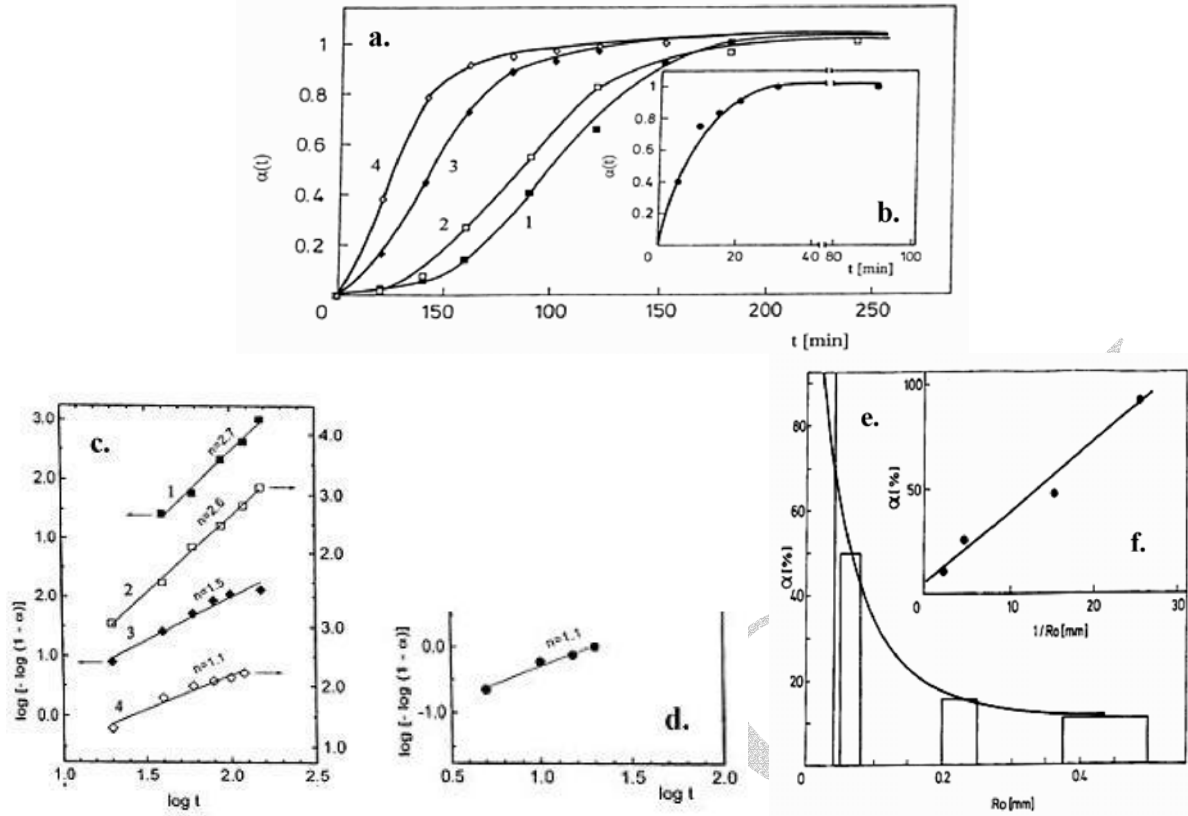 a.
α(t)
1
0.8
0.6
0.4
0.2
0
150
100
150
200
250
t [min]
4
3
2
1
b.
α(t)
1.0
0.8
0.6
0.4
0.2
0
20
40
80
100
t [min]
c.
log [- log (1 - α)]
3.0
2.0
1.0
2.0
1.0
0.0
4.0
3.0
2.0
3.0
2.0
1.0
1.0
1.5
2.0
2.5
log t
1
n=2.7
2
n=2.6
3
n=1.5
4
n=1.1
d.
log [- log (1 - α)]
0.0
-1.0
0.5
1.0
1.5
2.0
log t
n=1.1
e.
α[%]
80
60
40
20
0
0.2
0.4
Ro[mm]
f.
α[%]
100
50
0
10
20
30
1/Ro[mm]